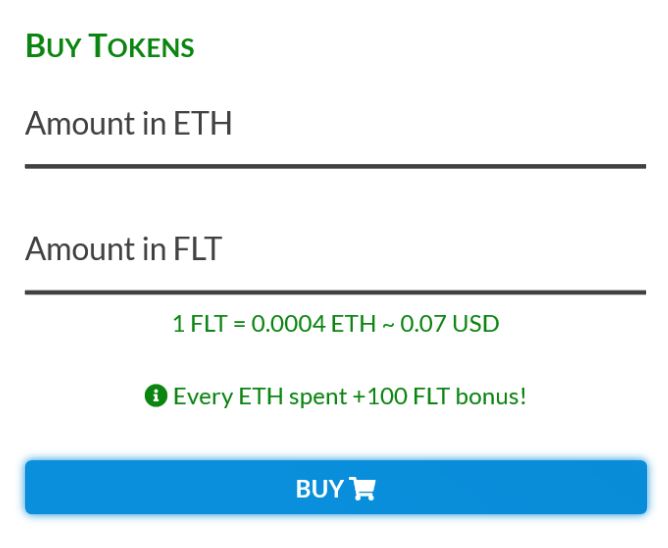 Buy Tokens
Amount in ETH
Amount in FLT
1 FLT = 0.0004 ETH ~ 0.07 USD
Every ETH spent +100 FLT bonus!
BUY